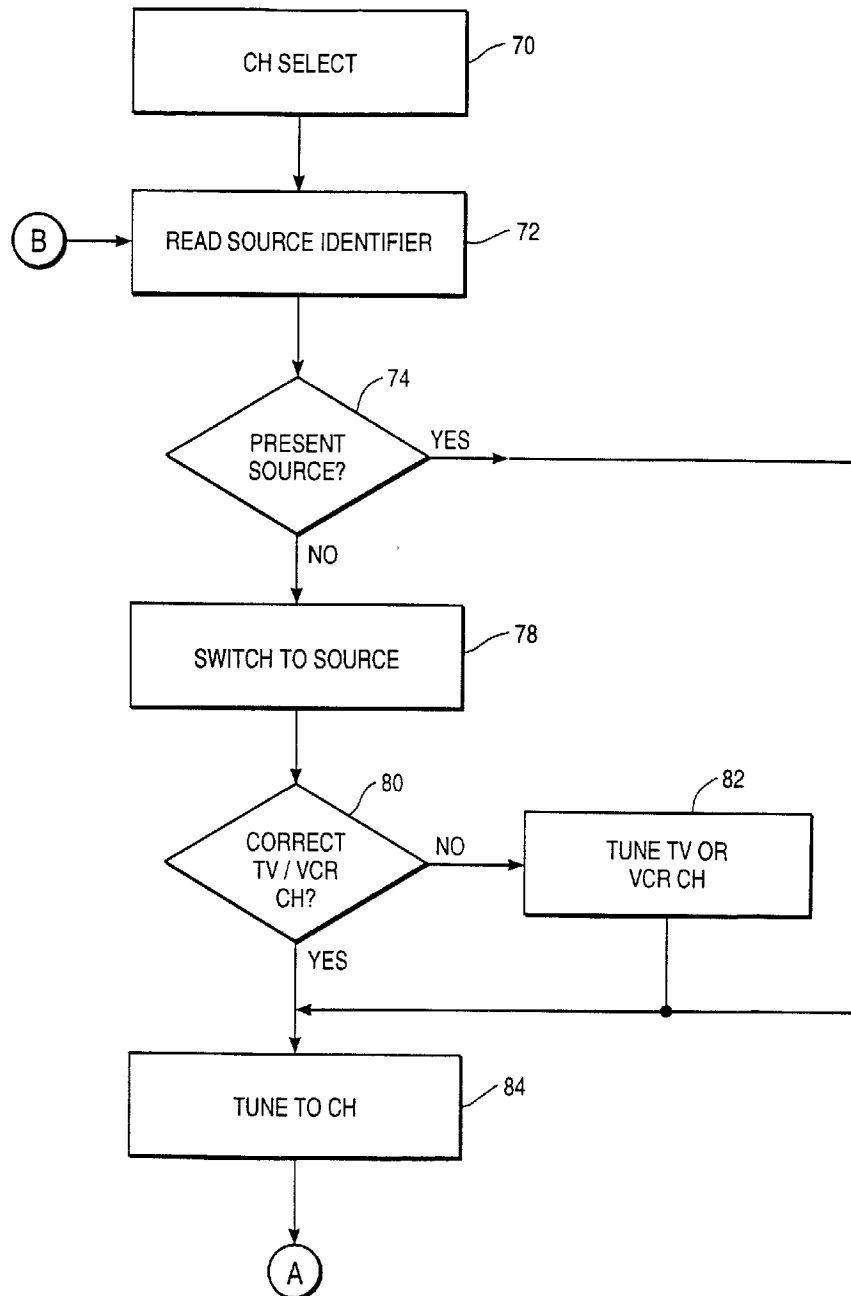 CH SELECT
70
B
READ SOURCE IDENTIFIER
72
74
PRESENT
SOURCE?
YES
NO
SWITCH TO SOURCE
78
80
CORRECT
TV / VCR
CH?
NO
82
TUNE TV OR
VCR CH
YES
TUNE TO CH
84
A